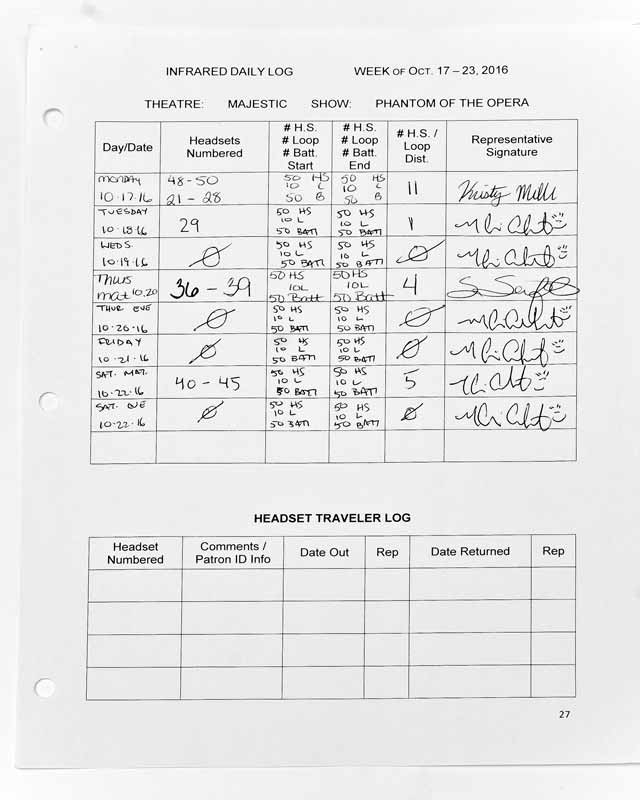 INFRARED DAILY LOG WEEK OF OCT. 17 – 23, 2016
THEATRE: MAJESTIC SHOW: PHANTOM OF THE OPERA
Day/Date
Headsets
Numbered
# H.S.
# Loop
# Batt.
Start
# H.S.
# Loop
# Batt.
End
# H.S. /
Loop
Dist.
Representative
Signature
MONDAY
10·17·16
48-50
21 - 28
50 HS
10 L
50 B
50 HS
10 L
50 B
11
Kristy Mill
TUESDAY
10·18·16
29
50 HS
10 L
50 BATT
50 HS
10 L
50 BATT
1
WEDS.
10·19·16
Ø
50 HS
10 L
50 BATT
50 HS
10 L
50 BATT
Ø
Thurs
mat 10.20
36 - 39
50 HS
10L
50 Batt
50 HS
10L
50 Batt
4
THUR EVE
10·20·16
Ø
50 HS
10 L
50 BATT
50 HS
10 L
50 BATT
Ø
FRIDAY
10·21·16
Ø
50 HS
10 L
50 BATT
50 HS
10 L
50 BATT
Ø
SAT. MAT.
10·22·16
40 - 45
50 HS
10 L
50 BATT
50 HS
10 L
50 BATT
5
SAT. EVE
10·22·16
Ø
50 HS
10 L
50 BATT
50 HS
10 L
50 BATT
Ø
HEADSET TRAVELER LOG
Headset
Numbered
Comments /
Patron ID Info
Date Out
Rep
Date Returned
Rep
27